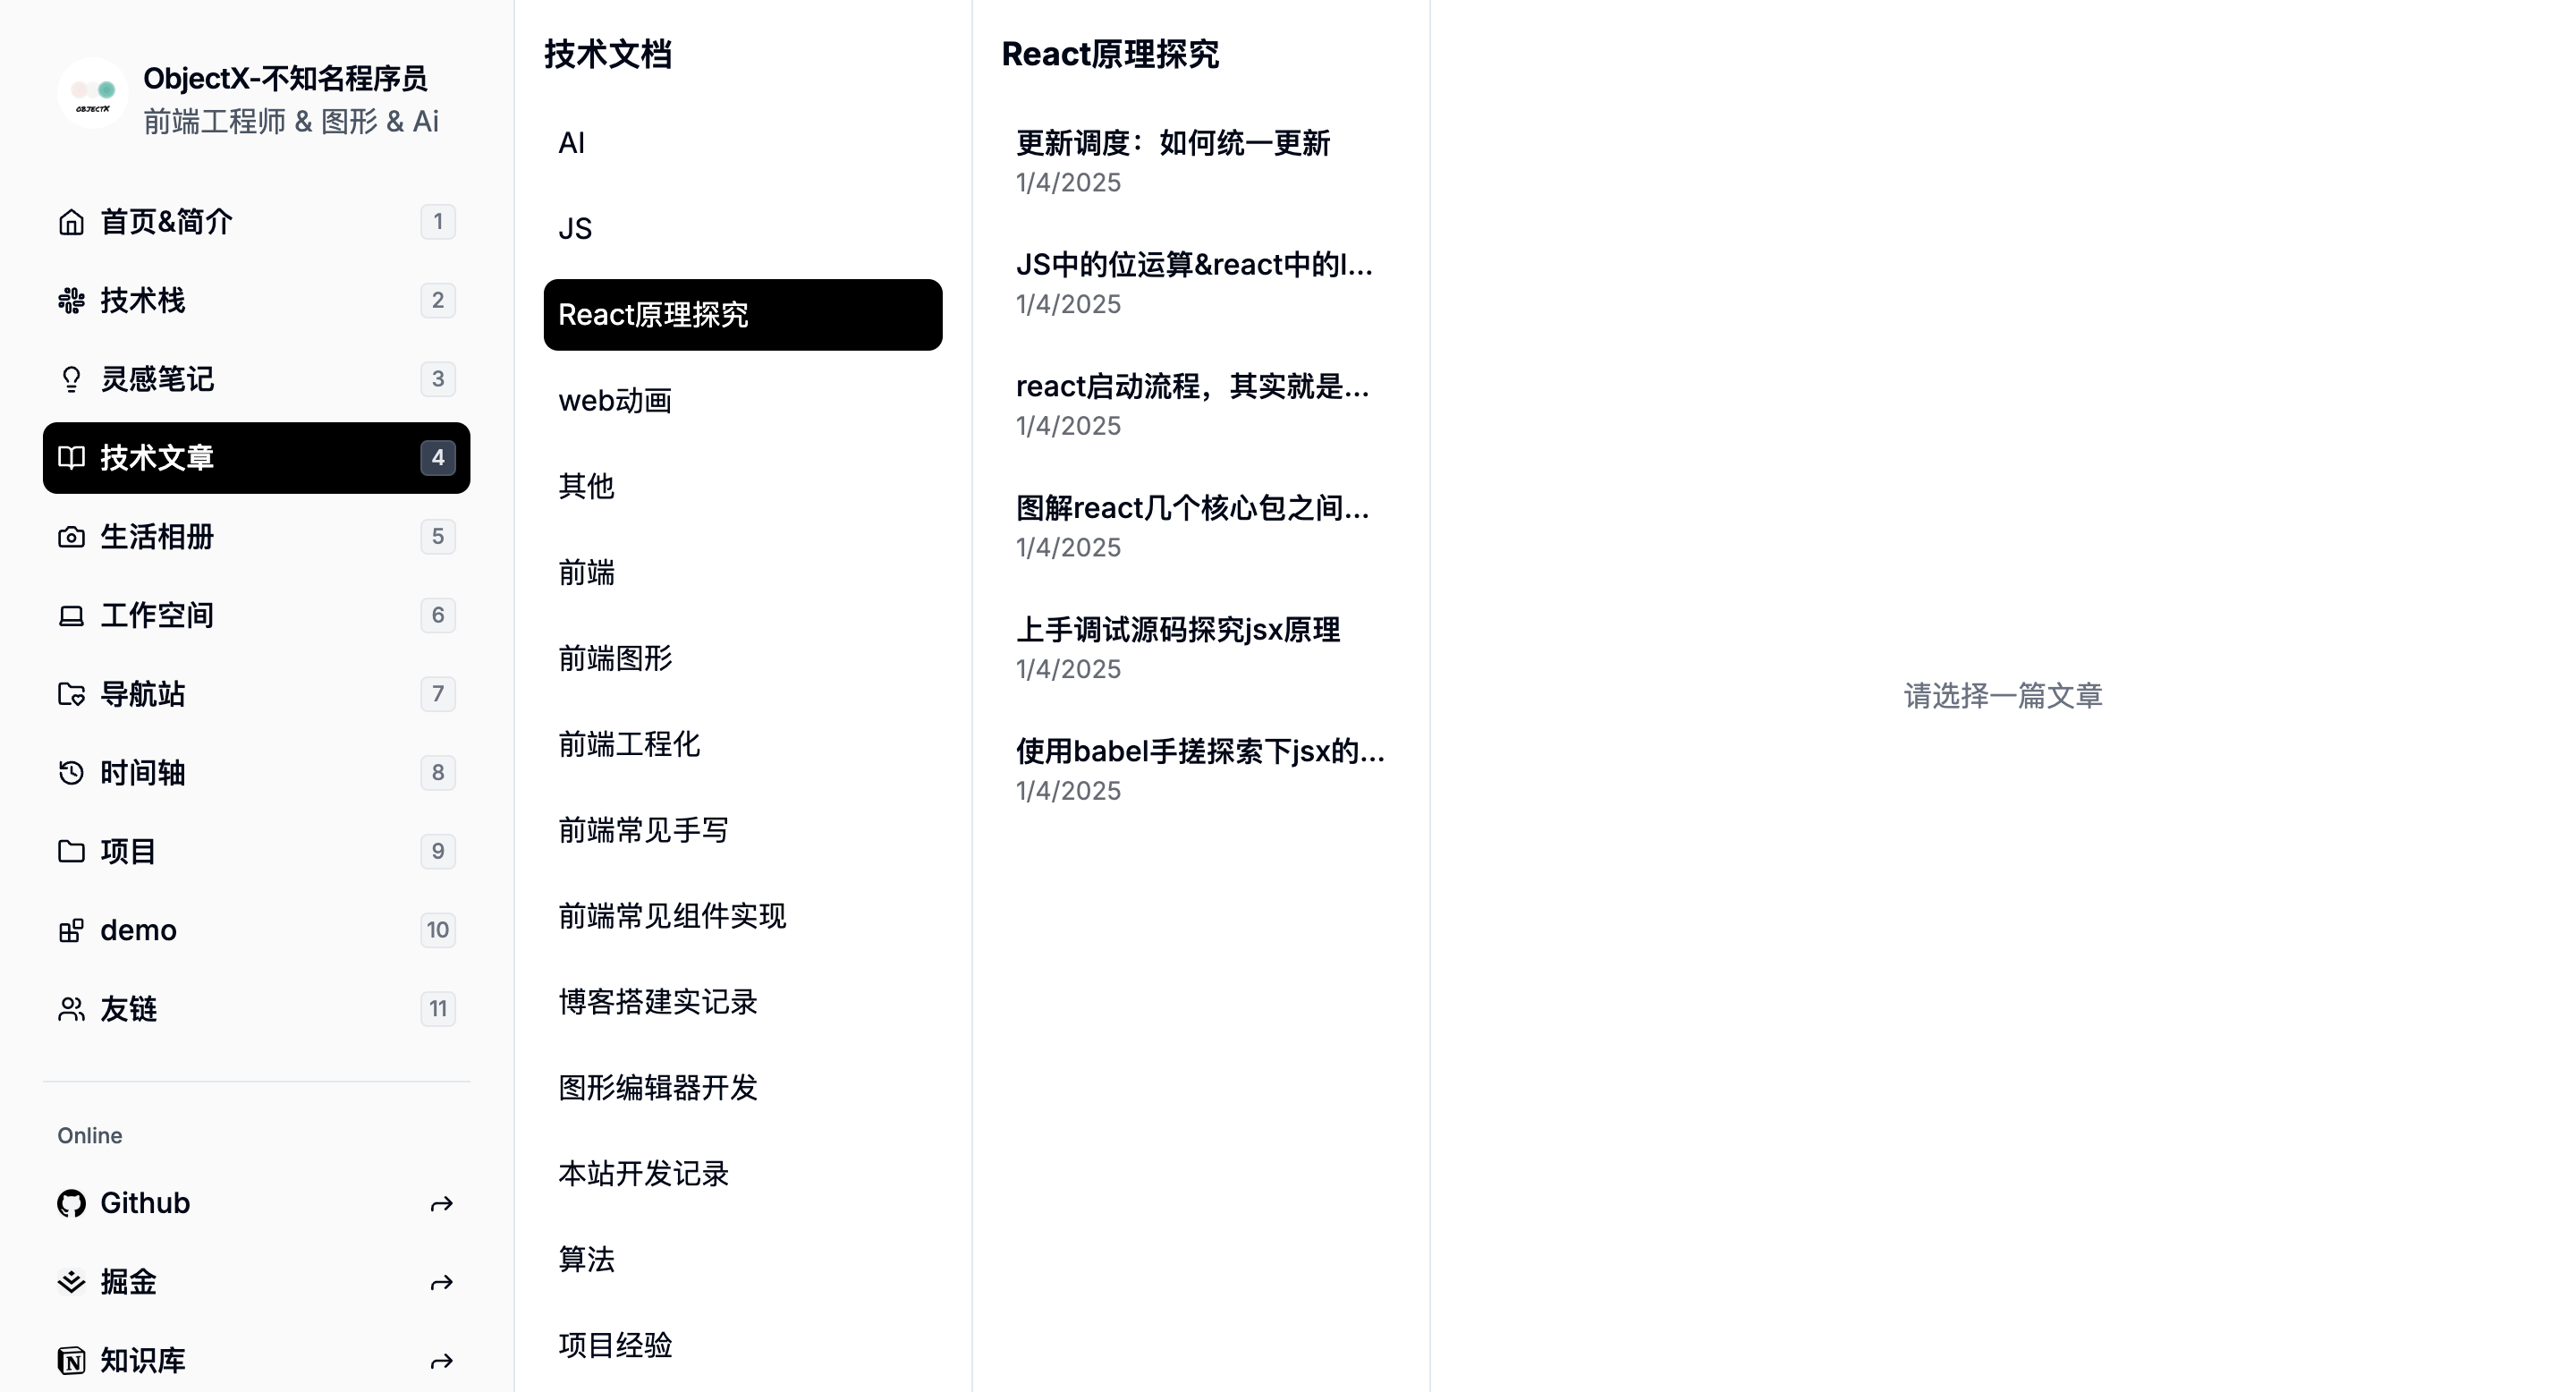 OBJECTX
ObjectX-不知名程序员
前端工程师 & 图形 & Ai
首页&简介
1
技术栈
2
灵感笔记
3
技术文章
4
生活相册
5
工作空间
6
导航站
7
时间轴
8
项目
9
demo
10
友链
11
Online
Github
掘金
知识库
技术文档
AI
JS
React原理探究
web动画
其他
前端
前端图形
前端工程化
前端常见手写
前端常见组件实现
博客搭建实记录
图形编辑器开发
本站开发记录
算法
项目经验
React原理探究
更新调度：如何统一更新
1/4/2025
JS中的位运算&react中的l...
1/4/2025
react启动流程，其实就是...
1/4/2025
图解react几个核心包之间...
1/4/2025
上手调试源码探究jsx原理
1/4/2025
使用babel手搓探索下jsx的...
1/4/2025
请选择一篇文章